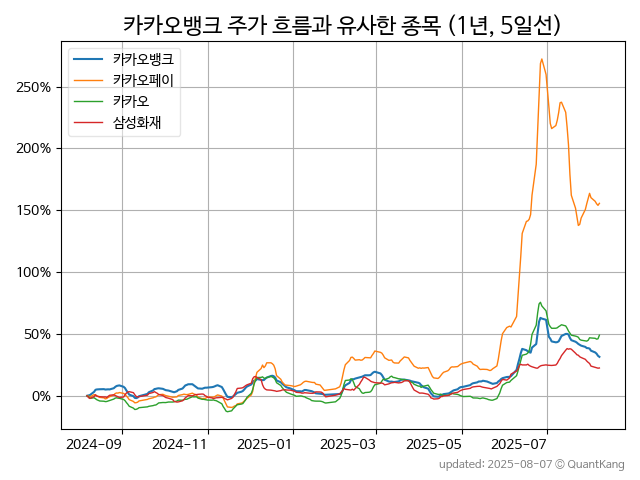 카카오뱅크 주가 흐름과 유사한 종목 (1년, 5일선)
카카오뱅크
카카오페이
카카오
삼성화재
250%
200%
150%
100%
50%
0%
2024-09 2024-11 2025-01 2025-03 2025-05 2025-07
updated: 2025-08-07 © QuantKang